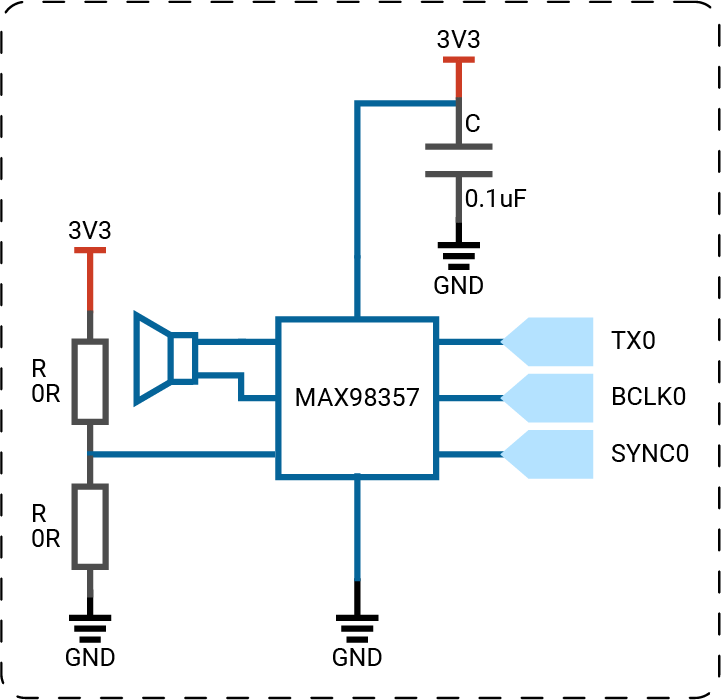 3V3
C
0.1uF
GND
3V3
R
0R
MAX98357
TX0
BCLK0
SYNC0
R
0R
GND
GND